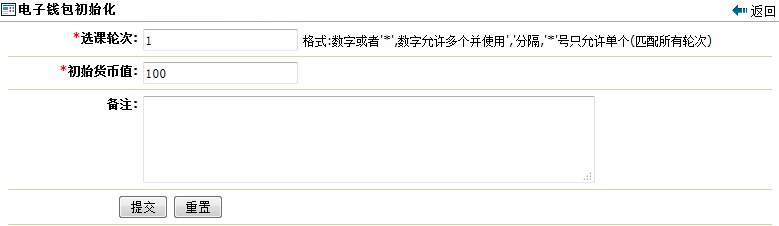 电子钱包初始化 返回
*选课轮次: 1 格式:数字或者'*',数字允许多个并使用','分隔,'*'号只允许单个(匹配所有轮次)
*初始货币值: 100
备注:
提交 重置